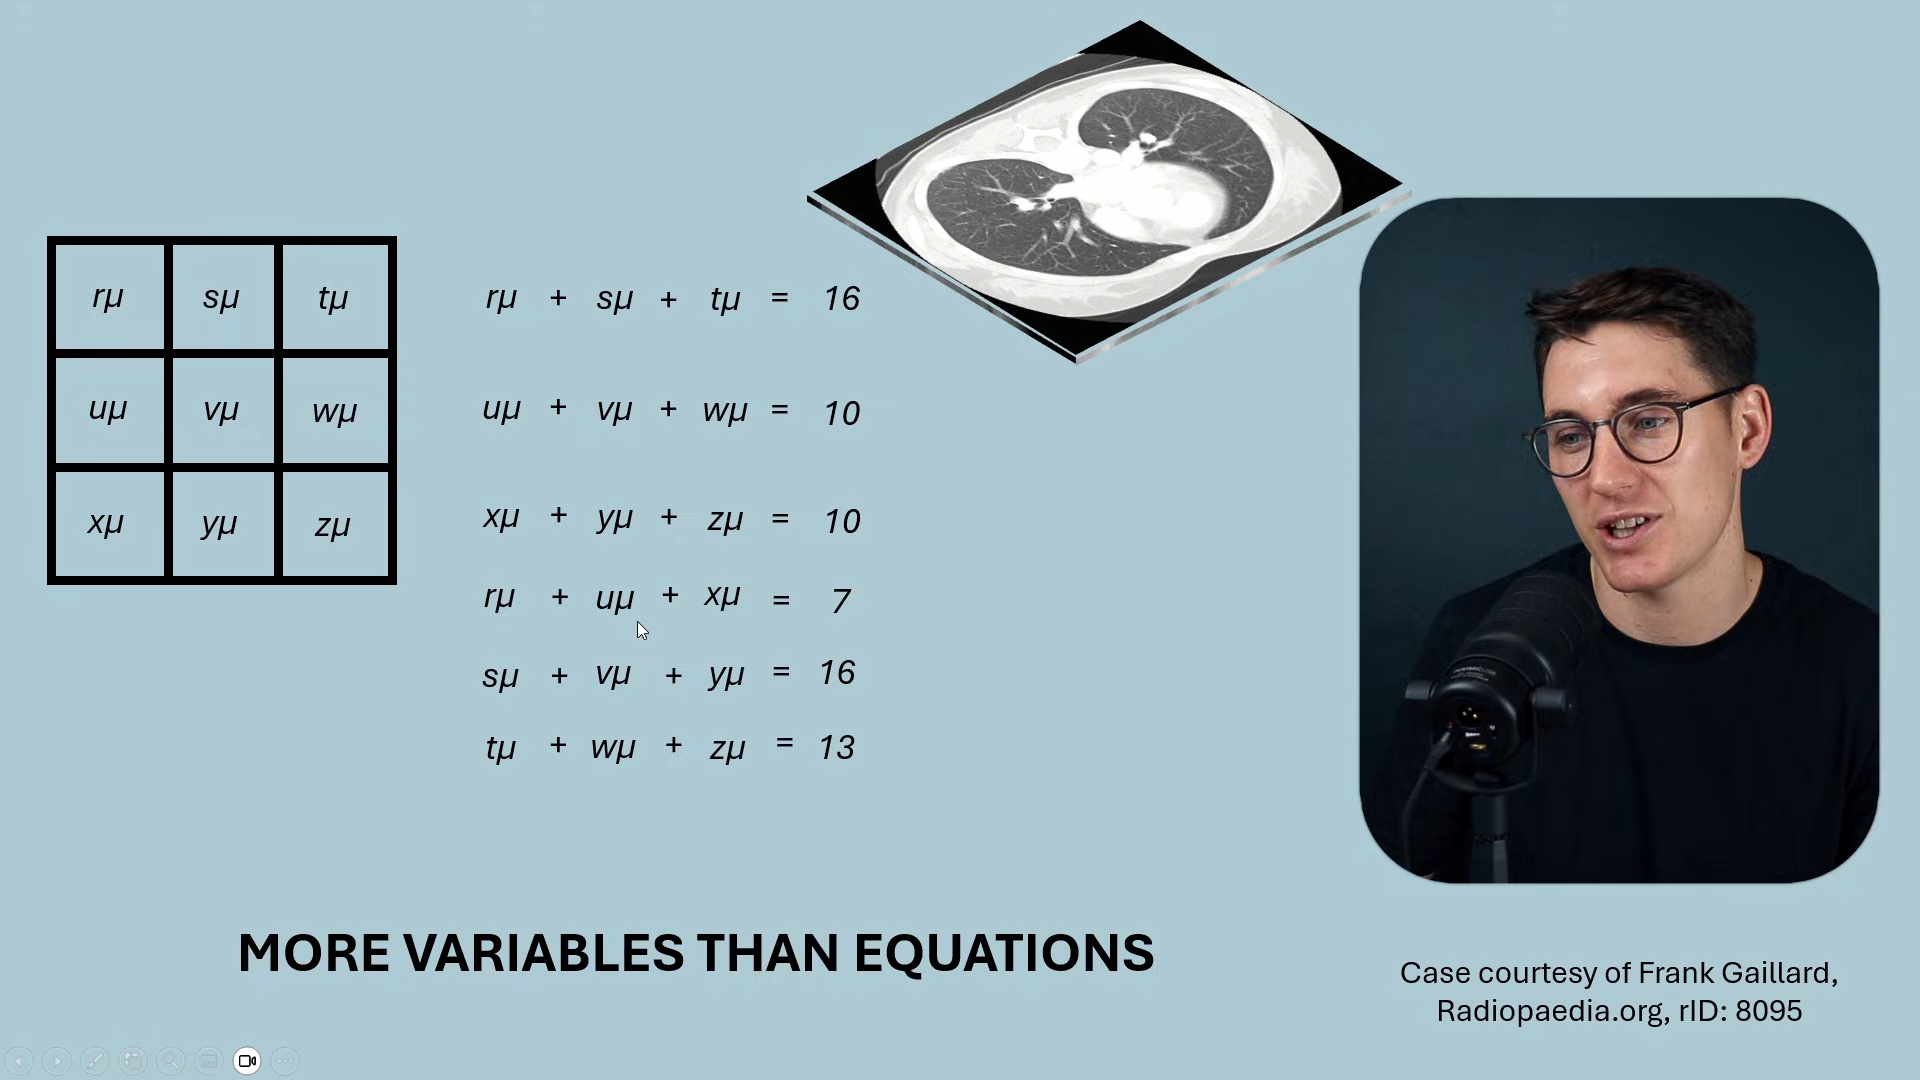 rμ sμ tμ
uμ vμ wμ
xμ yμ zμ
rμ + sμ + tμ = 16
uμ + vμ + wμ = 10
xμ + yμ + zμ = 10
rμ + uμ + xμ = 7
sμ + vμ + yμ = 16
tμ + wμ + zμ = 13
MORE VARIABLES THAN EQUATIONS
Case courtesy of Frank Gaillard,
Radiopaedia.org, rID: 8095